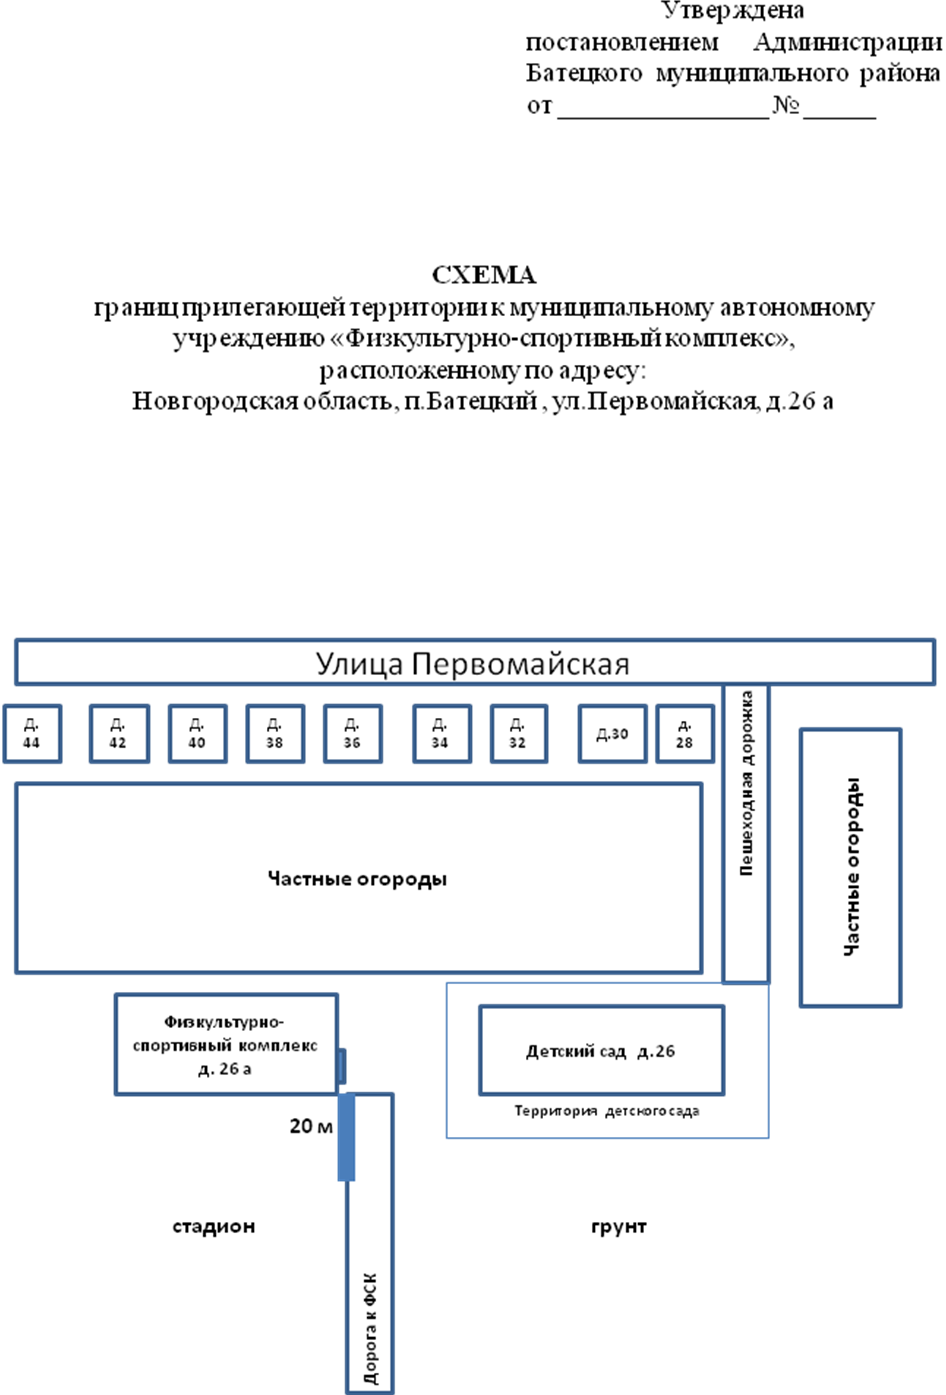 Утверждена
постановлением Администрации
Батецкого муниципального района
от _________________ № ______
СХЕМА
границ прилегающей территории к муниципальному автономному
учреждению «Физкультурно-спортивный комплекс»,
расположенному по адресу:
Новгородская область, п.Батецкий , ул.Первомайская, д.26 а
Улица Первомайская
Д.
44
Д.
42
Д.
40
Д.
38
Д.
36
Д.
34
Д.
32
Д.30
д.
28
Пешеходная дорожка
Частные огороды
Частные огороды
Физкультурно-
спортивный комплекс
д. 26 а
Детский сад д.26
Территория детского сада
20 м
стадион
грунт
Дорога к ФСК